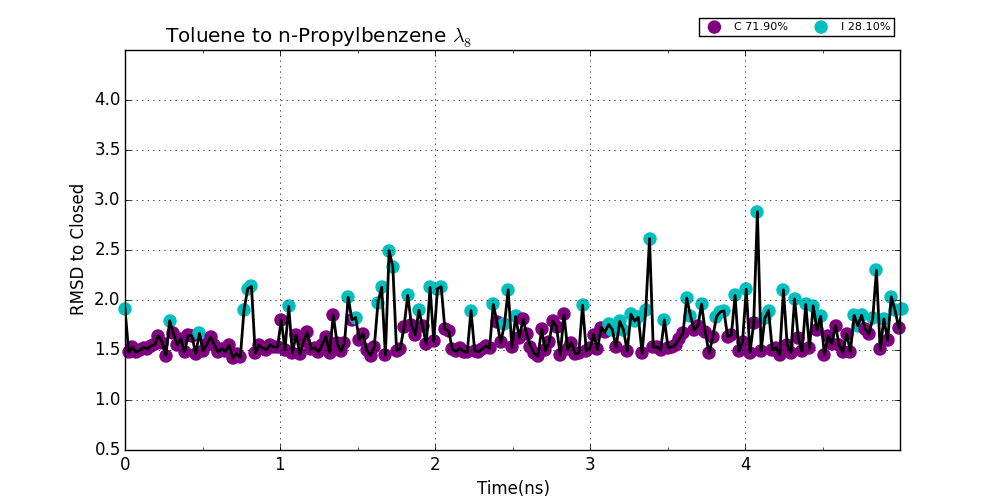 Toluene to n-Propylbenzene λ₈
C 71.90%
I 28.10%
RMSD to Closed
4.0
3.5
3.0
2.5
2.0
1.5
1.0
0.5
0
1
2
3
4
Time(ns)